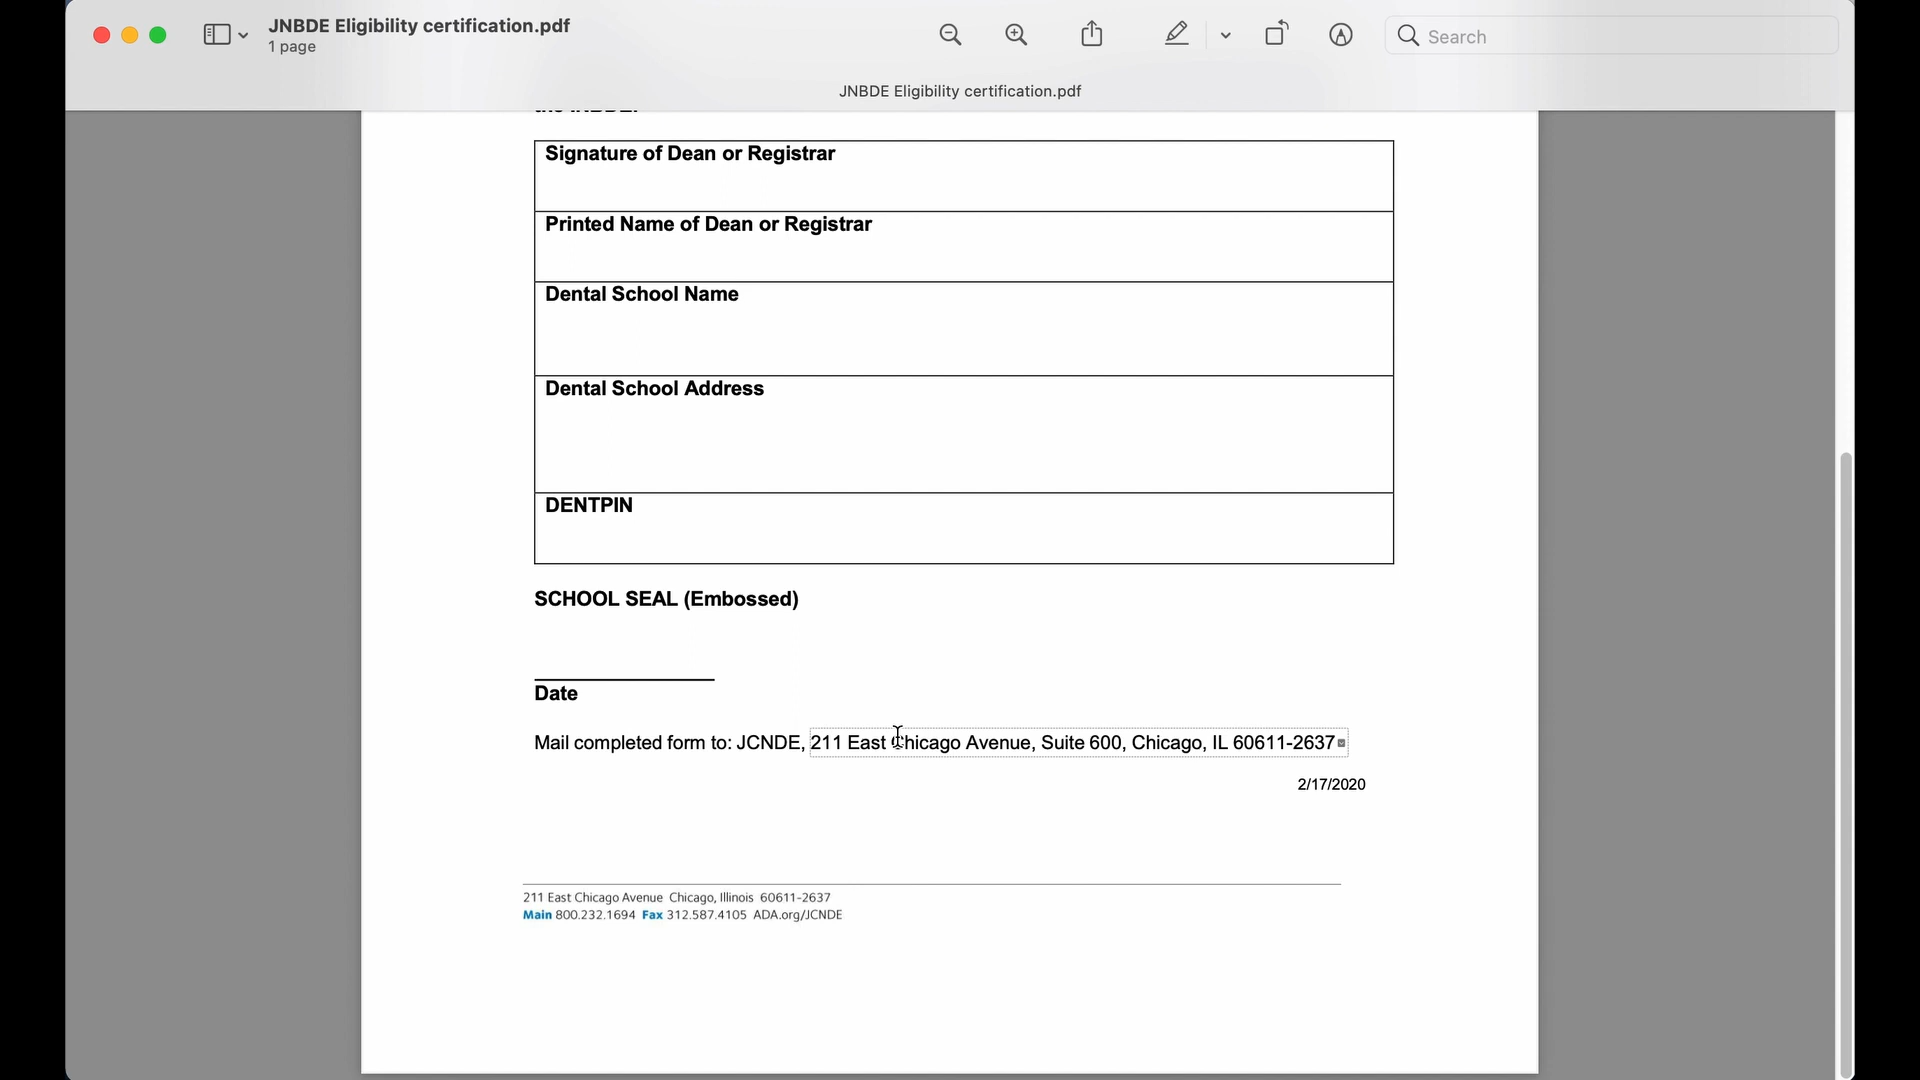 JNBDE Eligibility certification.pdf
1 page
Search
JNBDE Eligibility certification.pdf
Signature of Dean or Registrar
Printed Name of Dean or Registrar
Dental School Name
Dental School Address
DENTPIN
SCHOOL SEAL (Embossed)
Date
Mail completed form to: JCNDE, 211 East Chicago Avenue, Suite 600, Chicago, IL 60611-2637
2/17/2020
211 East Chicago Avenue Chicago, Illinois 60611-2637
Main 800.232.1694 Fax 312.587.4105 ADA.org/JCNDE